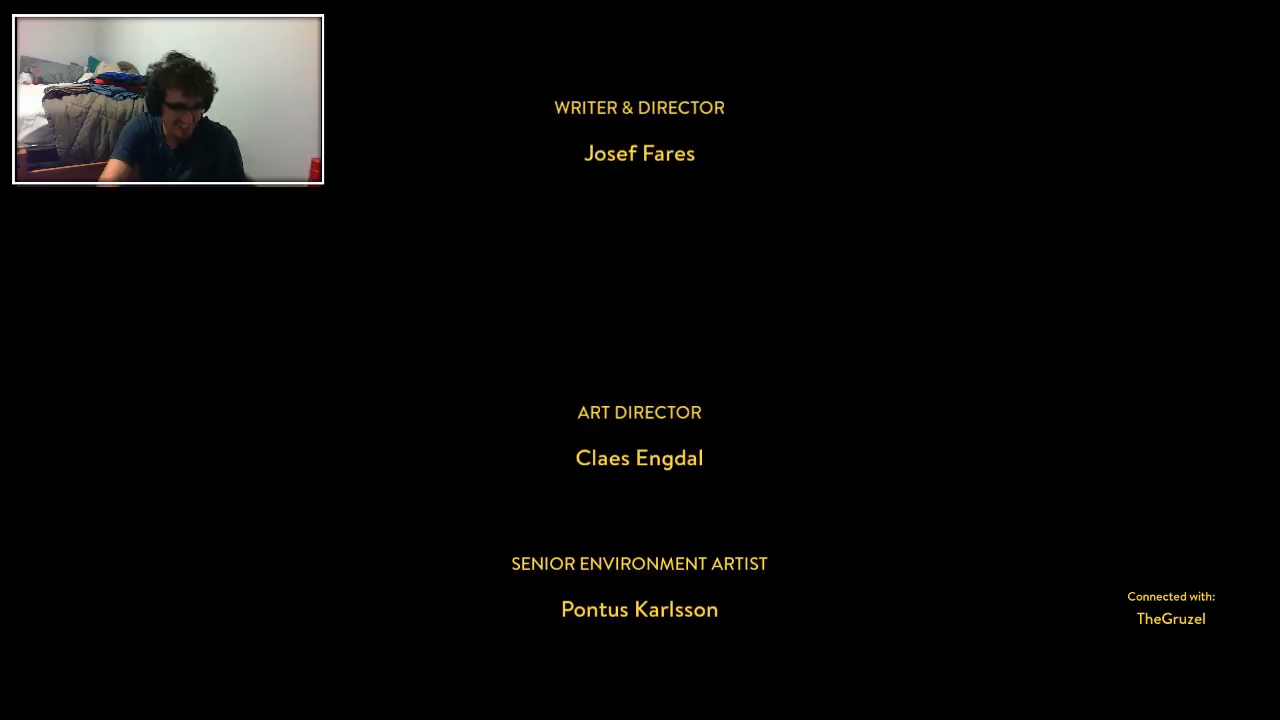 WRITER & DIRECTOR
Josef Fares
ART DIRECTOR
Claes Engdal
SENIOR ENVIRONMENT ARTIST
Pontus Karlsson
Connected with:
TheGruzel